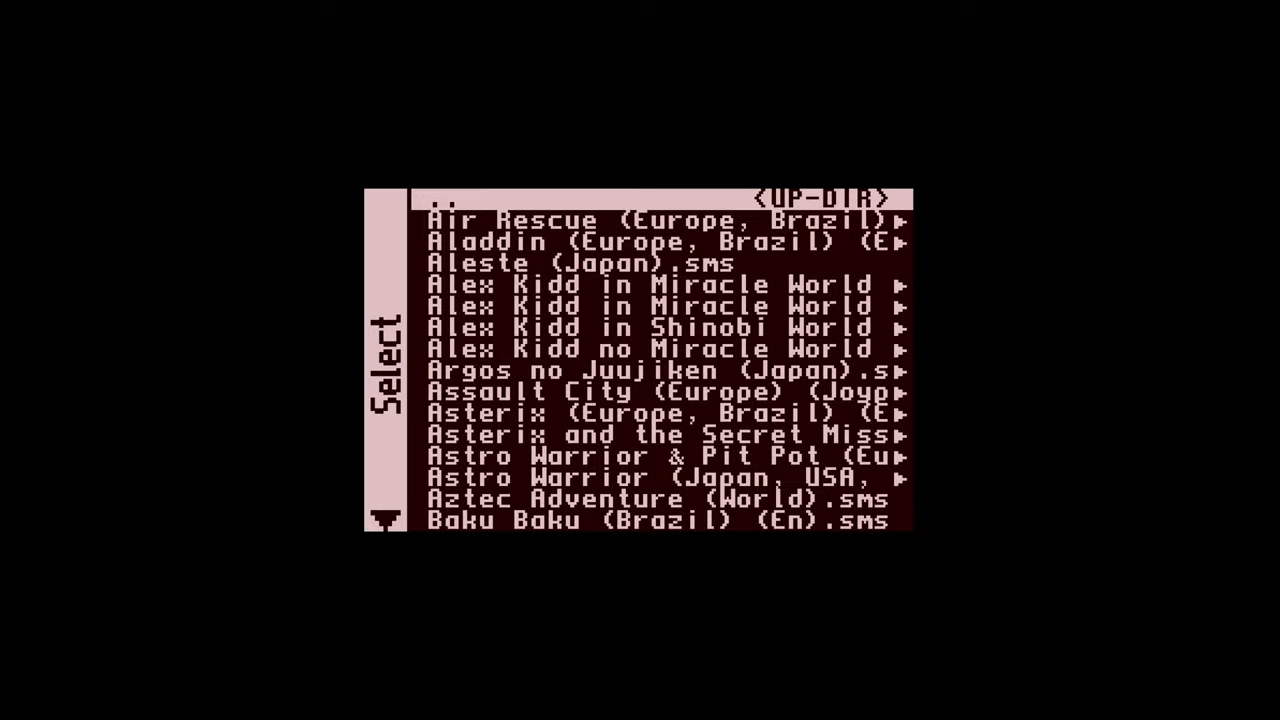 Select
.. <UP-DIR>
Air Rescue (Europe, Brazil)
Aladdin (Europe, Brazil) (E
Aleste (Japan).sms
Alex Kidd in Miracle World
Alex Kidd in Miracle World
Alex Kidd in Shinobi World
Alex Kidd no Miracle World
Argos no Juujiken (Japan).s
Assault City (Europe) (Joyp
Asterix (Europe, Brazil) (E
Asterix and the Secret Miss
Astro Warrior & Pit Pot (Eu
Astro Warrior (Japan, USA,
Aztec Adventure (World).sms
Baku Baku (Brazil) (En).sms